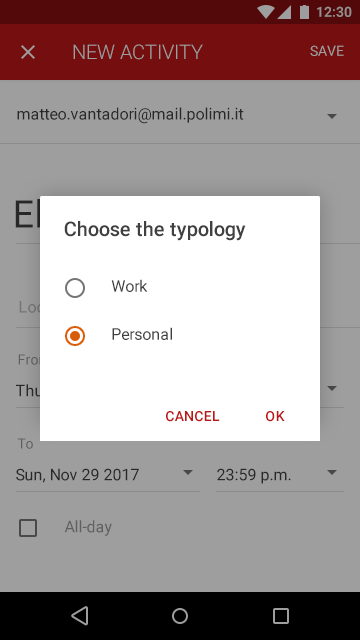 12:30
NEW ACTIVITY SAVE
matteo.vantadori@mail.polimi.it
Choose the typology
Work
Personal
CANCEL OK
To
Sun, Nov 29 2017 23:59 p.m.
All-day